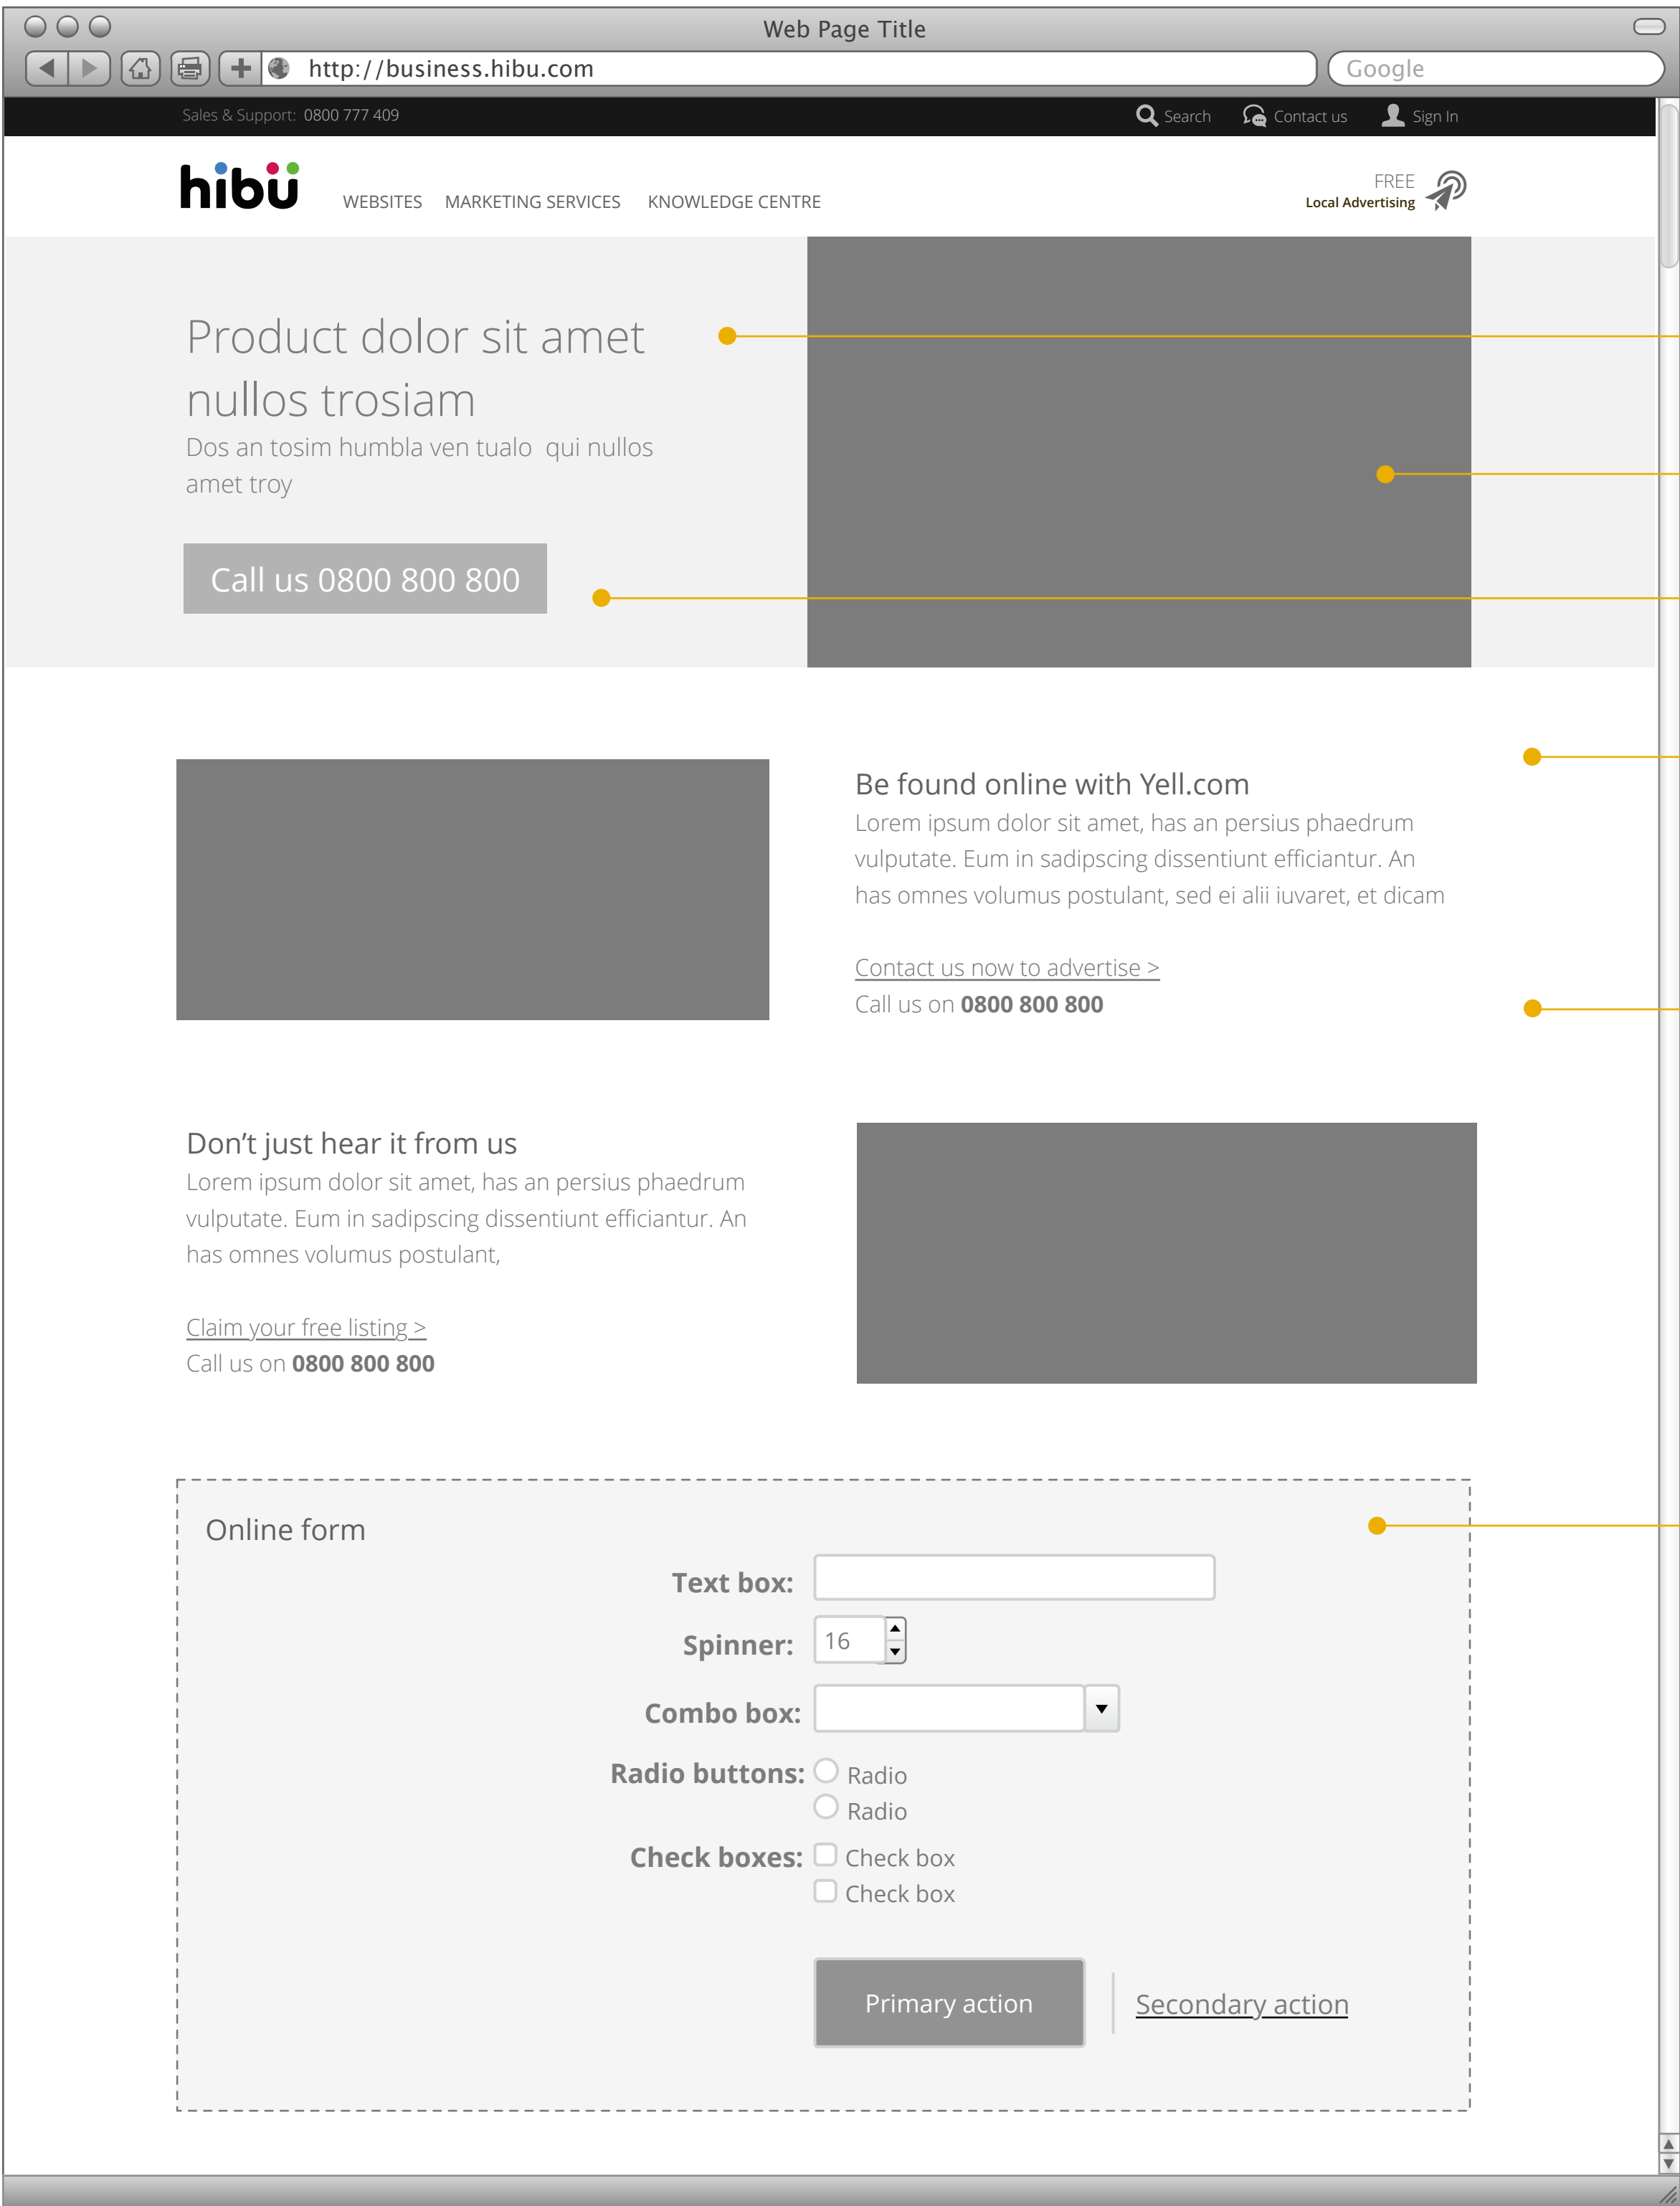 Web Page Title
http://business.hibu.com
Google
Sales & Support: 0800 777 409
Search
Contact us
Sign In
hibü
WEBSITES
MARKETING SERVICES
KNOWLEDGE CENTRE
FREE
Local Advertising
Product dolor sit amet
nullos trosiam
Dos an tosim humbla ven tualo qui nullos
amet troy
Call us 0800 800 800
Be found online with Yell.com
Lorem ipsum dolor sit amet, has an persius phaedrum
vulputate. Eum in sadipscing dissentiunt efficiantur. An
has omnes volumus postulant, sed ei alii iuvaret, et dicam
Contact us now to advertise >
Call us on 0800 800 800
Don’t just hear it from us
Lorem ipsum dolor sit amet, has an persius phaedrum
vulputate. Eum in sadipscing dissentiunt efficiantur. An
has omnes volumus postulant,
Claim your free listing >
Call us on 0800 800 800
Online form
Text box:
Spinner: 16
Combo box:
Radio buttons: Radio
Radio
Check boxes: Check box
Check box
Primary action
Secondary action